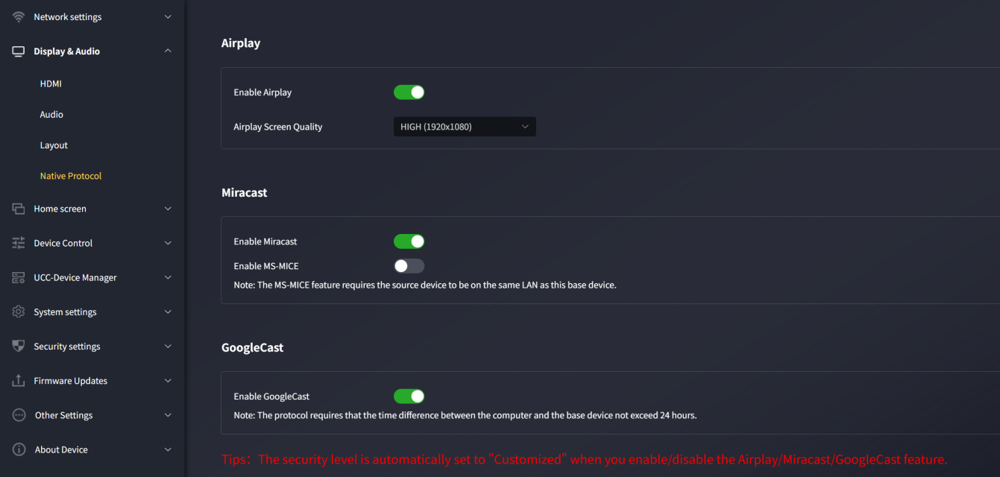 Network settings
Display & Audio
HDMI
Audio
Layout
Native Protocol
Home screen
Device Control
UCC-Device Manager
System settings
Security settings
Firmware Updates
Other Settings
About Device
Airplay
Enable Airplay
Airplay Screen Quality HIGH (1920x1080)
Miracast
Enable Miracast
Enable MS-MICE
Note: The MS-MICE feature requires the source device to be on the same LAN as this base device.
GoogleCast
Enable GoogleCast
Note: The protocol requires that the time difference between the computer and the base device not exceed 24 hours.
Tips：The security level is automatically set to "Customized" when you enable/disable the Airplay/Miracast/GoogleCast feature.